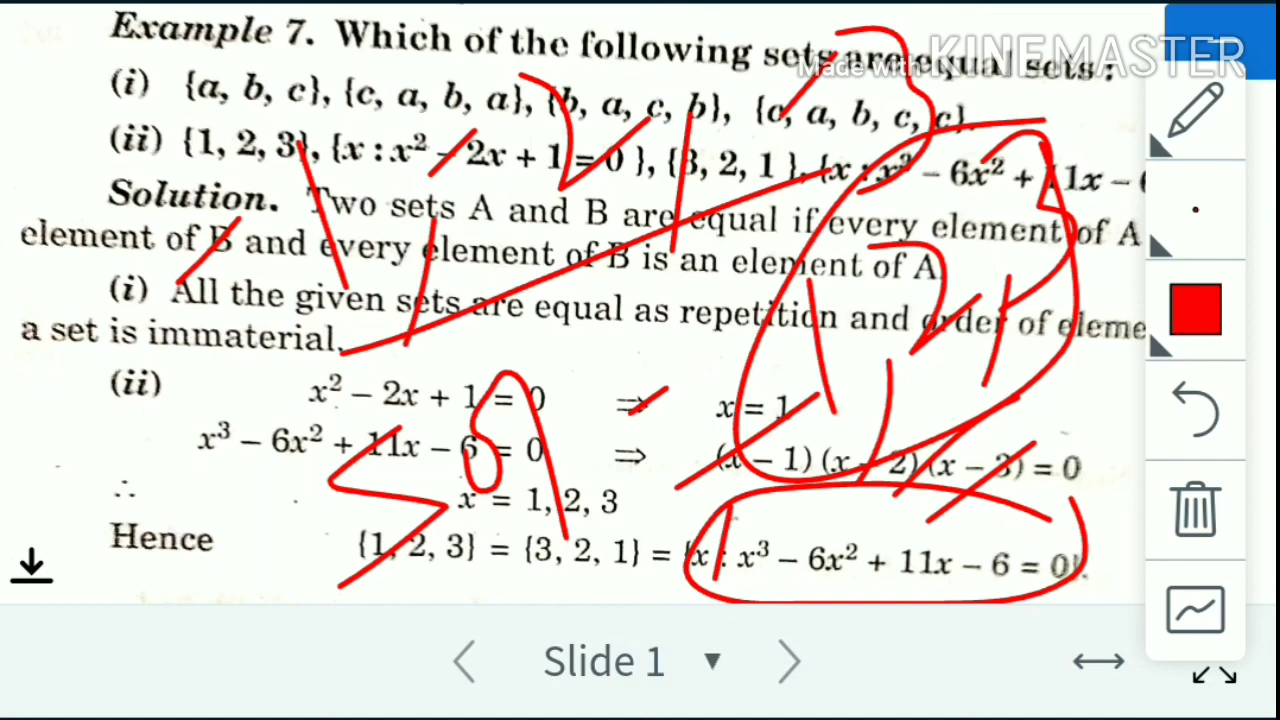 Example 7. Which of the following sets are equal sets :
Made with KINEMASTER
(i) {a, b, c}, {c, a, b, a}, {b, a, c, b}, {c, a, b, c, c}.
(ii) {1, 2, 3}, {x : x² – 2x + 1 = 0 }, {3, 2, 1 }, {x : x³ – 6x² + 11x – 6
Solution. Two sets A and B are equal if every element of A
element of B and every element of B is an element of A.
(i) All the given sets are equal as repetition and order of eleme
a set is immaterial.
(ii) x² – 2x + 1 = 0 ⇒ x = 1
x³ – 6x² + 11x – 6 = 0 ⇒ (x – 1) (x – 2) (x – 3) = 0
∴ x = 1, 2, 3
Hence {1, 2, 3} = {3, 2, 1} = {x : x³ – 6x² + 11x – 6 = 0}.
Slide 1